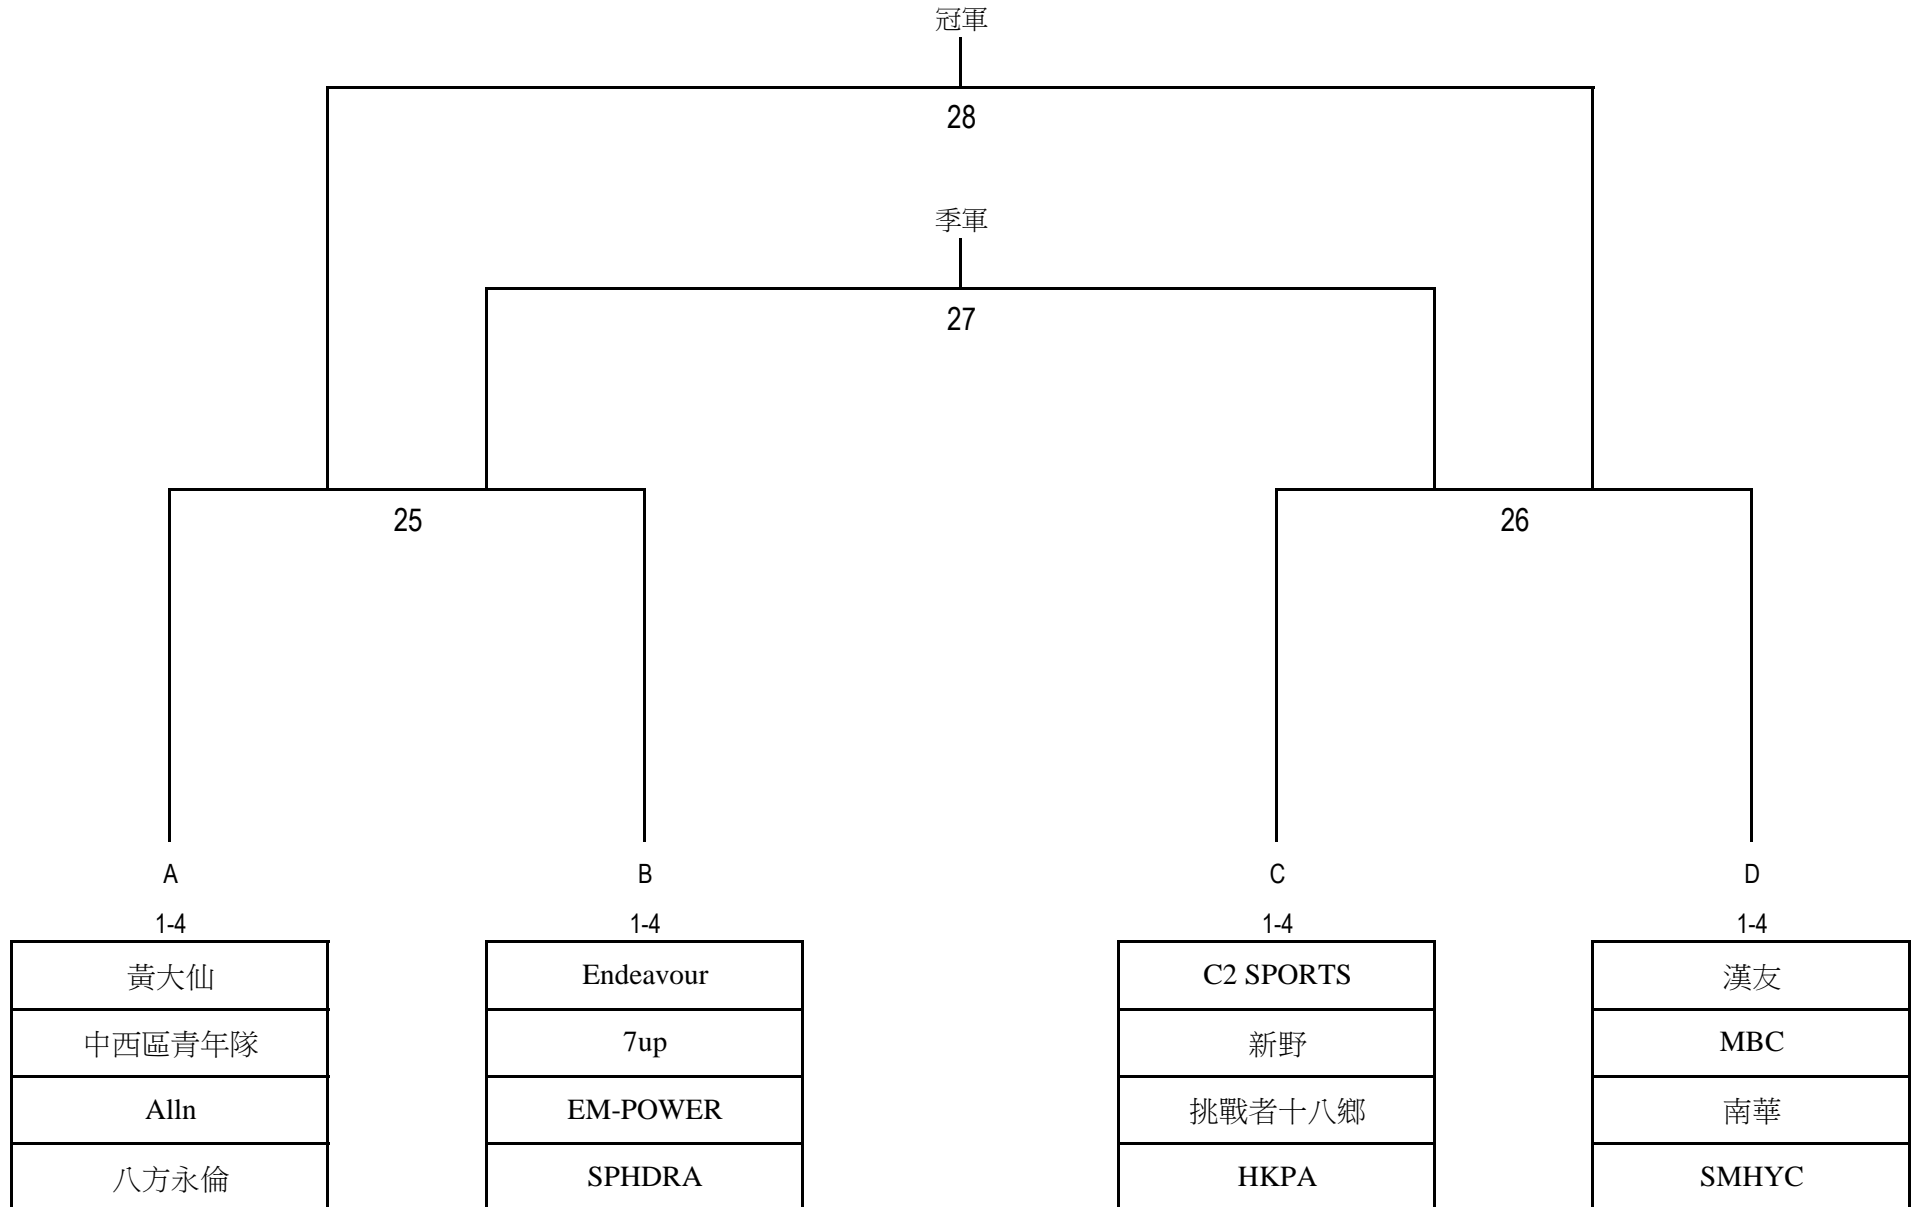 冠軍
28
季軍
27
25
26
A
B
C
D
1-4
1-4
1-4
1-4
黃大仙
Endeavour
C2 SPORTS
漢友
中西區青年隊
7up
新野
MBC
Alln
EM-POWER
挑戰者十八鄉
南華
八方永倫
SPHDRA
HKPA
SMHYC